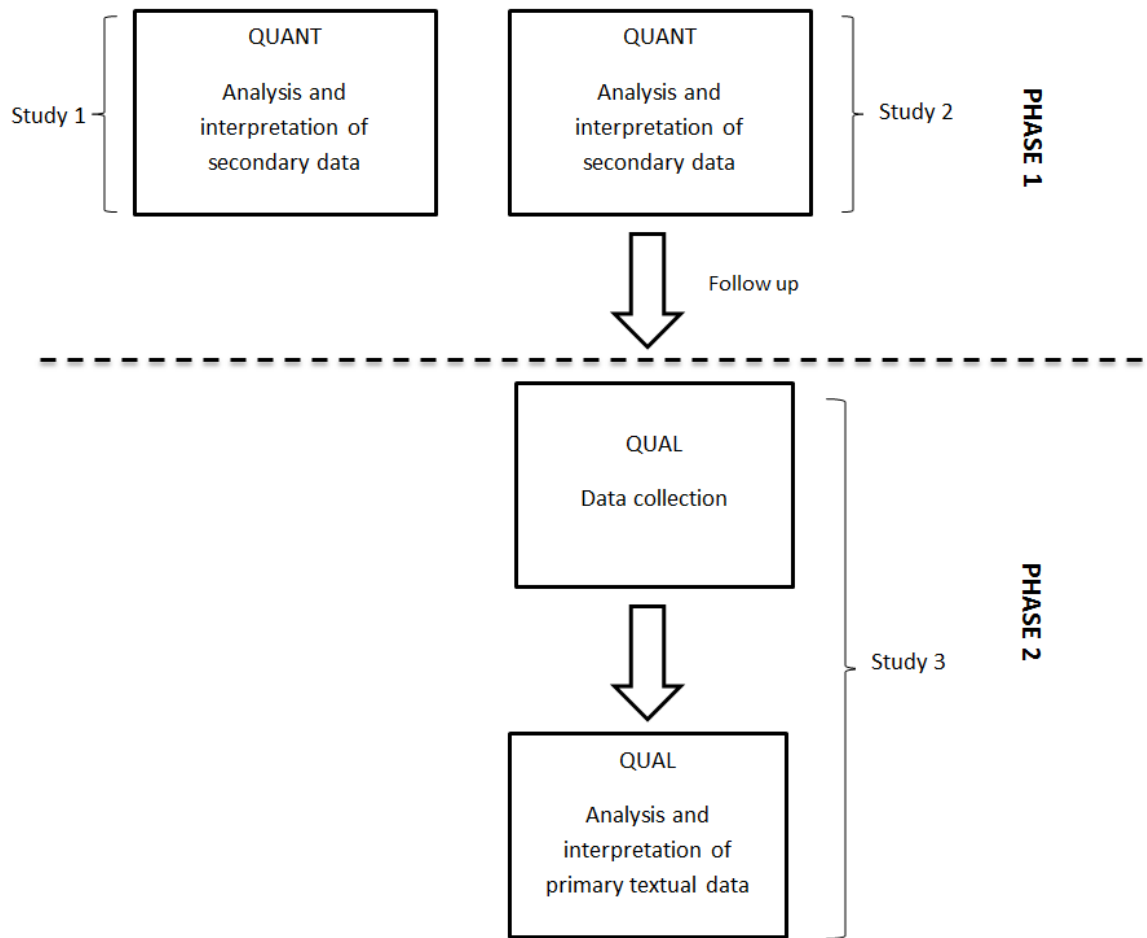 QUANT
Analysis and
interpretation of
secondary data
Study 1
QUANT
Analysis and
interpretation of
secondary data
Study 2
PHASE 1
Follow up
QUAL
Data collection
Study 3
PHASE 2
QUAL
Analysis and
interpretation of
primary textual data